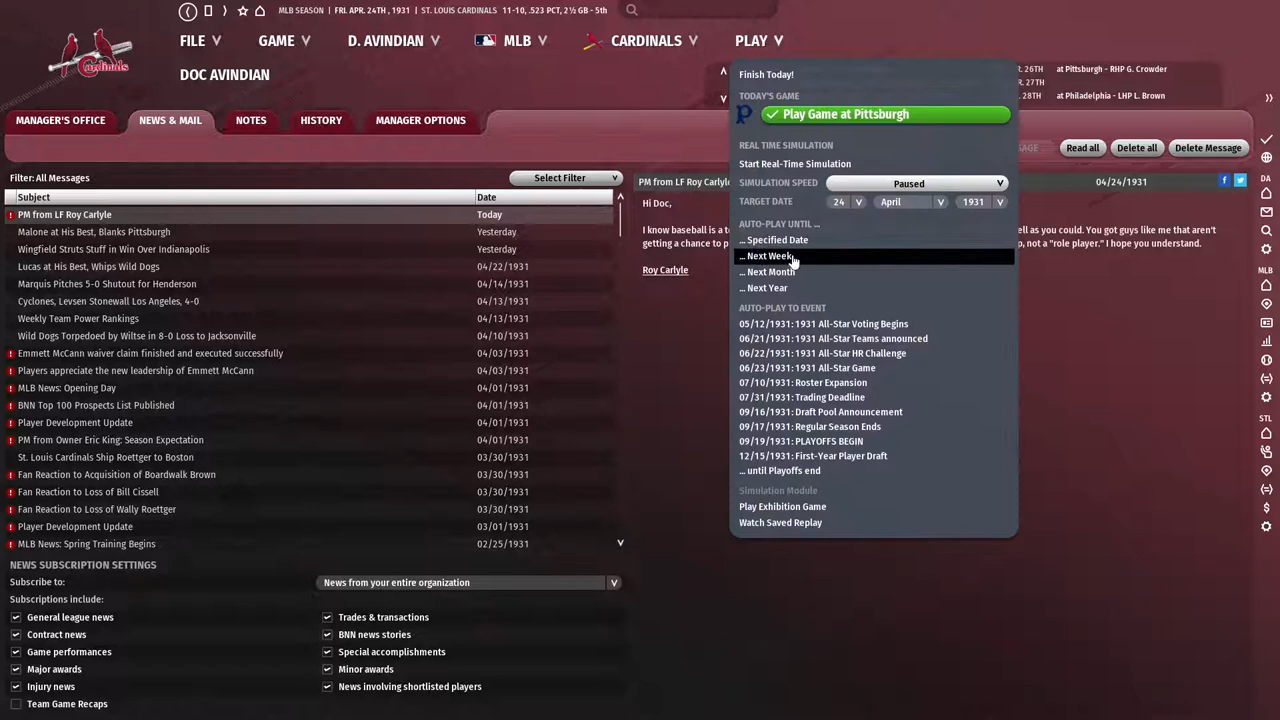 MLB SEASON | FRI. APR. 24TH , 1931 | ST. LOUIS CARDINALS 11-10, .523 PCT, 2½ GB - 5th
FILE GAME D. AVINDIAN MLB CARDINALS PLAY
Cardinals
DOC AVINDIAN
R. 26TH at Pittsburgh - RHP G. Crowder
R. 27TH
. 28TH at Philadelphia - LHP L. Brown
MANAGER'S OFFICE NEWS & MAIL NOTES HISTORY MANAGER OPTIONS
SAGE Read all Delete all Delete Message
Filter: All Messages Select Filter
Subject Date
PM from LF Roy Carlyle Today
Malone at His Best, Blanks Pittsburgh Yesterday
Wingfield Struts Stuff in Win Over Indianapolis Yesterday
Lucas at His Best, Whips Wild Dogs 04/22/1931
Marquis Pitches 5-0 Shutout for Henderson 04/14/1931
Cyclones, Levsen Stonewall Los Angeles, 4-0 04/13/1931
Weekly Team Power Rankings 04/13/1931
Wild Dogs Torpedoed by Wiltse in 8-0 Loss to Jacksonville 04/10/1931
Emmett McCann waiver claim finished and executed successfully 04/03/1931
Players appreciate the new leadership of Emmett McCann 04/03/1931
MLB News: Opening Day 04/01/1931
BNN Top 100 Prospects List Published 04/01/1931
Player Development Update 04/01/1931
PM from Owner Eric King: Season Expectation 04/01/1931
St. Louis Cardinals Ship Roettger to Boston 03/30/1931
Fan Reaction to Acquisition of Boardwalk Brown 03/30/1931
Fan Reaction to Loss of Bill Cissell 03/30/1931
Fan Reaction to Loss of Wally Roettger 03/30/1931
Player Development Update 03/01/1931
MLB News: Spring Training Begins 02/25/1931
NEWS SUBSCRIPTION SETTINGS
Subscribe to: News from your entire organization
Subscriptions include:
General league news Trades & transactions
Contract news BNN news stories
Game performances Special accomplishments
Major awards Minor awards
Injury news News involving shortlisted players
Team Game Recaps
PM from LF Roy Carlyle 04/24/1931
Hi Doc,
I know baseball is a t ell as you could. You got guys like me that aren't
getting a chance to p p, not a "role player." I hope you understand.
Roy Carlyle
Finish Today!
TODAY'S GAME
Play Game at Pittsburgh
REAL TIME SIMULATION
Start Real-Time Simulation
SIMULATION SPEED Paused
TARGET DATE 24 April 1931
AUTO-PLAY UNTIL ...
... Specified Date
... Next Week
... Next Month
... Next Year
AUTO-PLAY TO EVENT
05/12/1931: 1931 All-Star Voting Begins
06/21/1931: 1931 All-Star Teams announced
06/22/1931: 1931 All-Star HR Challenge
06/23/1931: 1931 All-Star Game
07/10/1931: Roster Expansion
07/31/1931: Trading Deadline
09/16/1931: Draft Pool Announcement
09/17/1931: Regular Season Ends
09/19/1931: PLAYOFFS BEGIN
12/15/1931: First-Year Player Draft
... until Playoffs end
Simulation Module
Play Exhibition Game
Watch Saved Replay
DA
MLB
STL